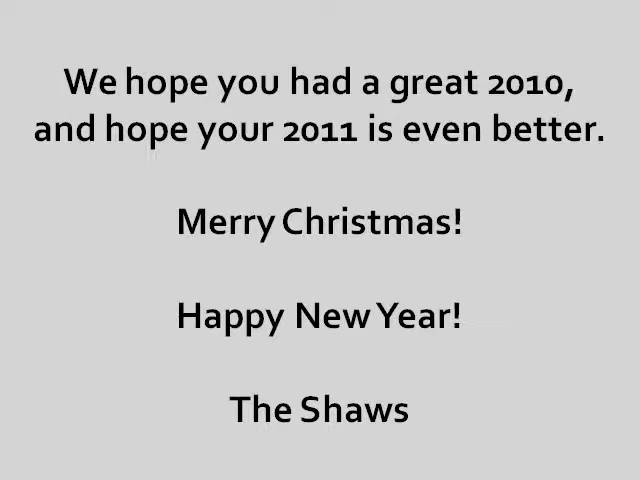 We hope you had a great 2010,
and hope your 2011 is even better.
Merry Christmas!
Happy New Year!
The Shaws